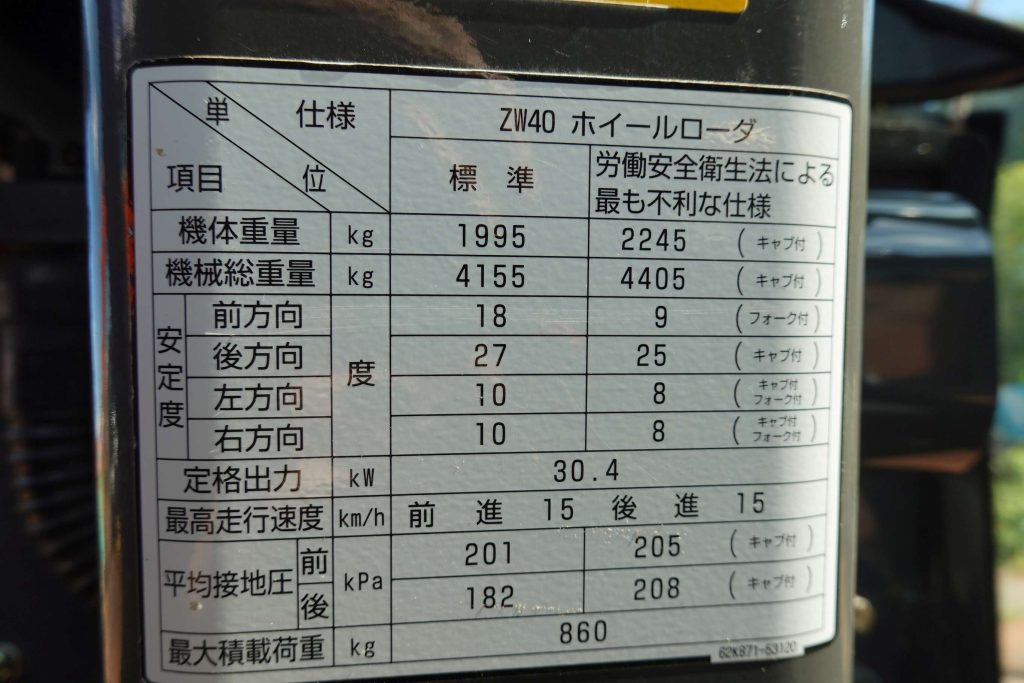 単 仕様
項目 位
ZW40 ホイールローダ
標準
労働安全衛生法による
最も不利な仕様
機体重量 kg 1995 2245 (キャブ付)
機械総重量 kg 4155 4405 (キャブ付)
安定度 度
前方向 18 9 (フォーク付)
後方向 27 25 (キャブ付)
左方向 10 8 (キャブ付 フォーク付)
右方向 10 8 (キャブ付 フォーク付)
定格出力 kW 30.4
最高走行速度 km/h 前進 15 後進 15
平均接地圧 kPa
前 201 205 (キャブ付)
後 182 208 (キャブ付)
最大積載荷重 kg 860
62K871-53120